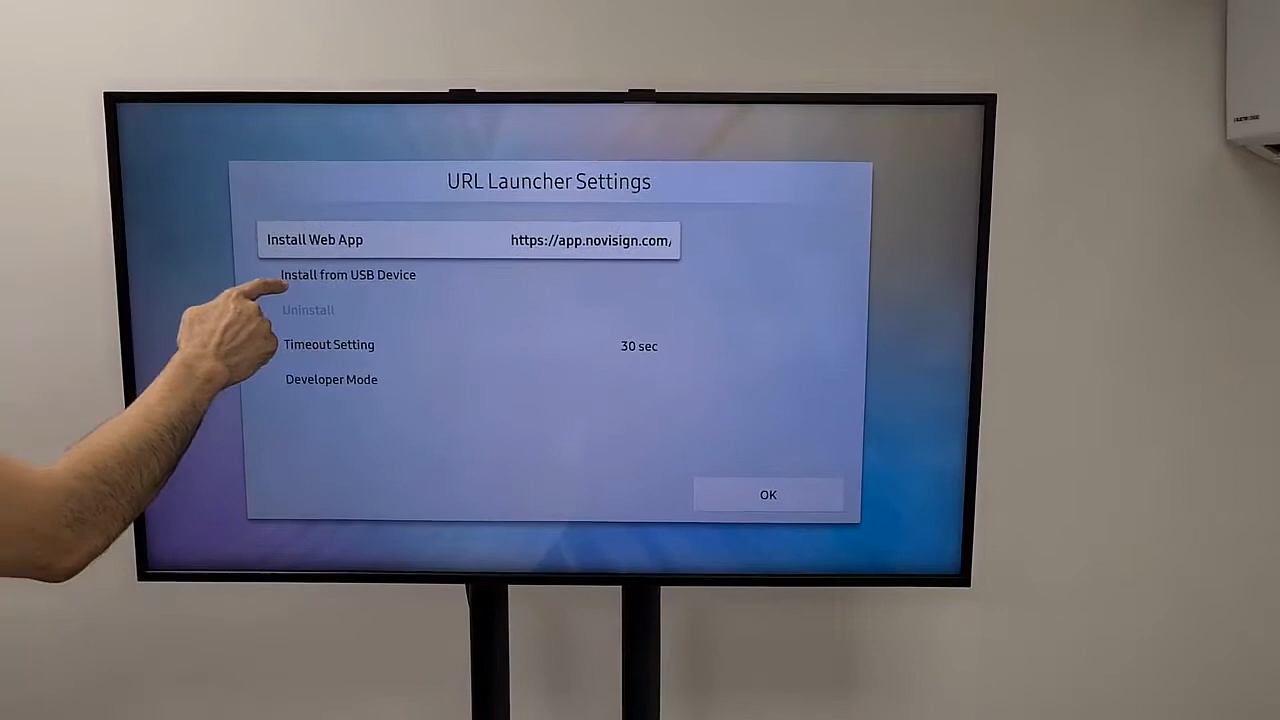 URL Launcher Settings
Install Web App https://app.novisign.com/
Install from USB Device
Uninstall
Timeout Setting 30 sec
Developer Mode
OK